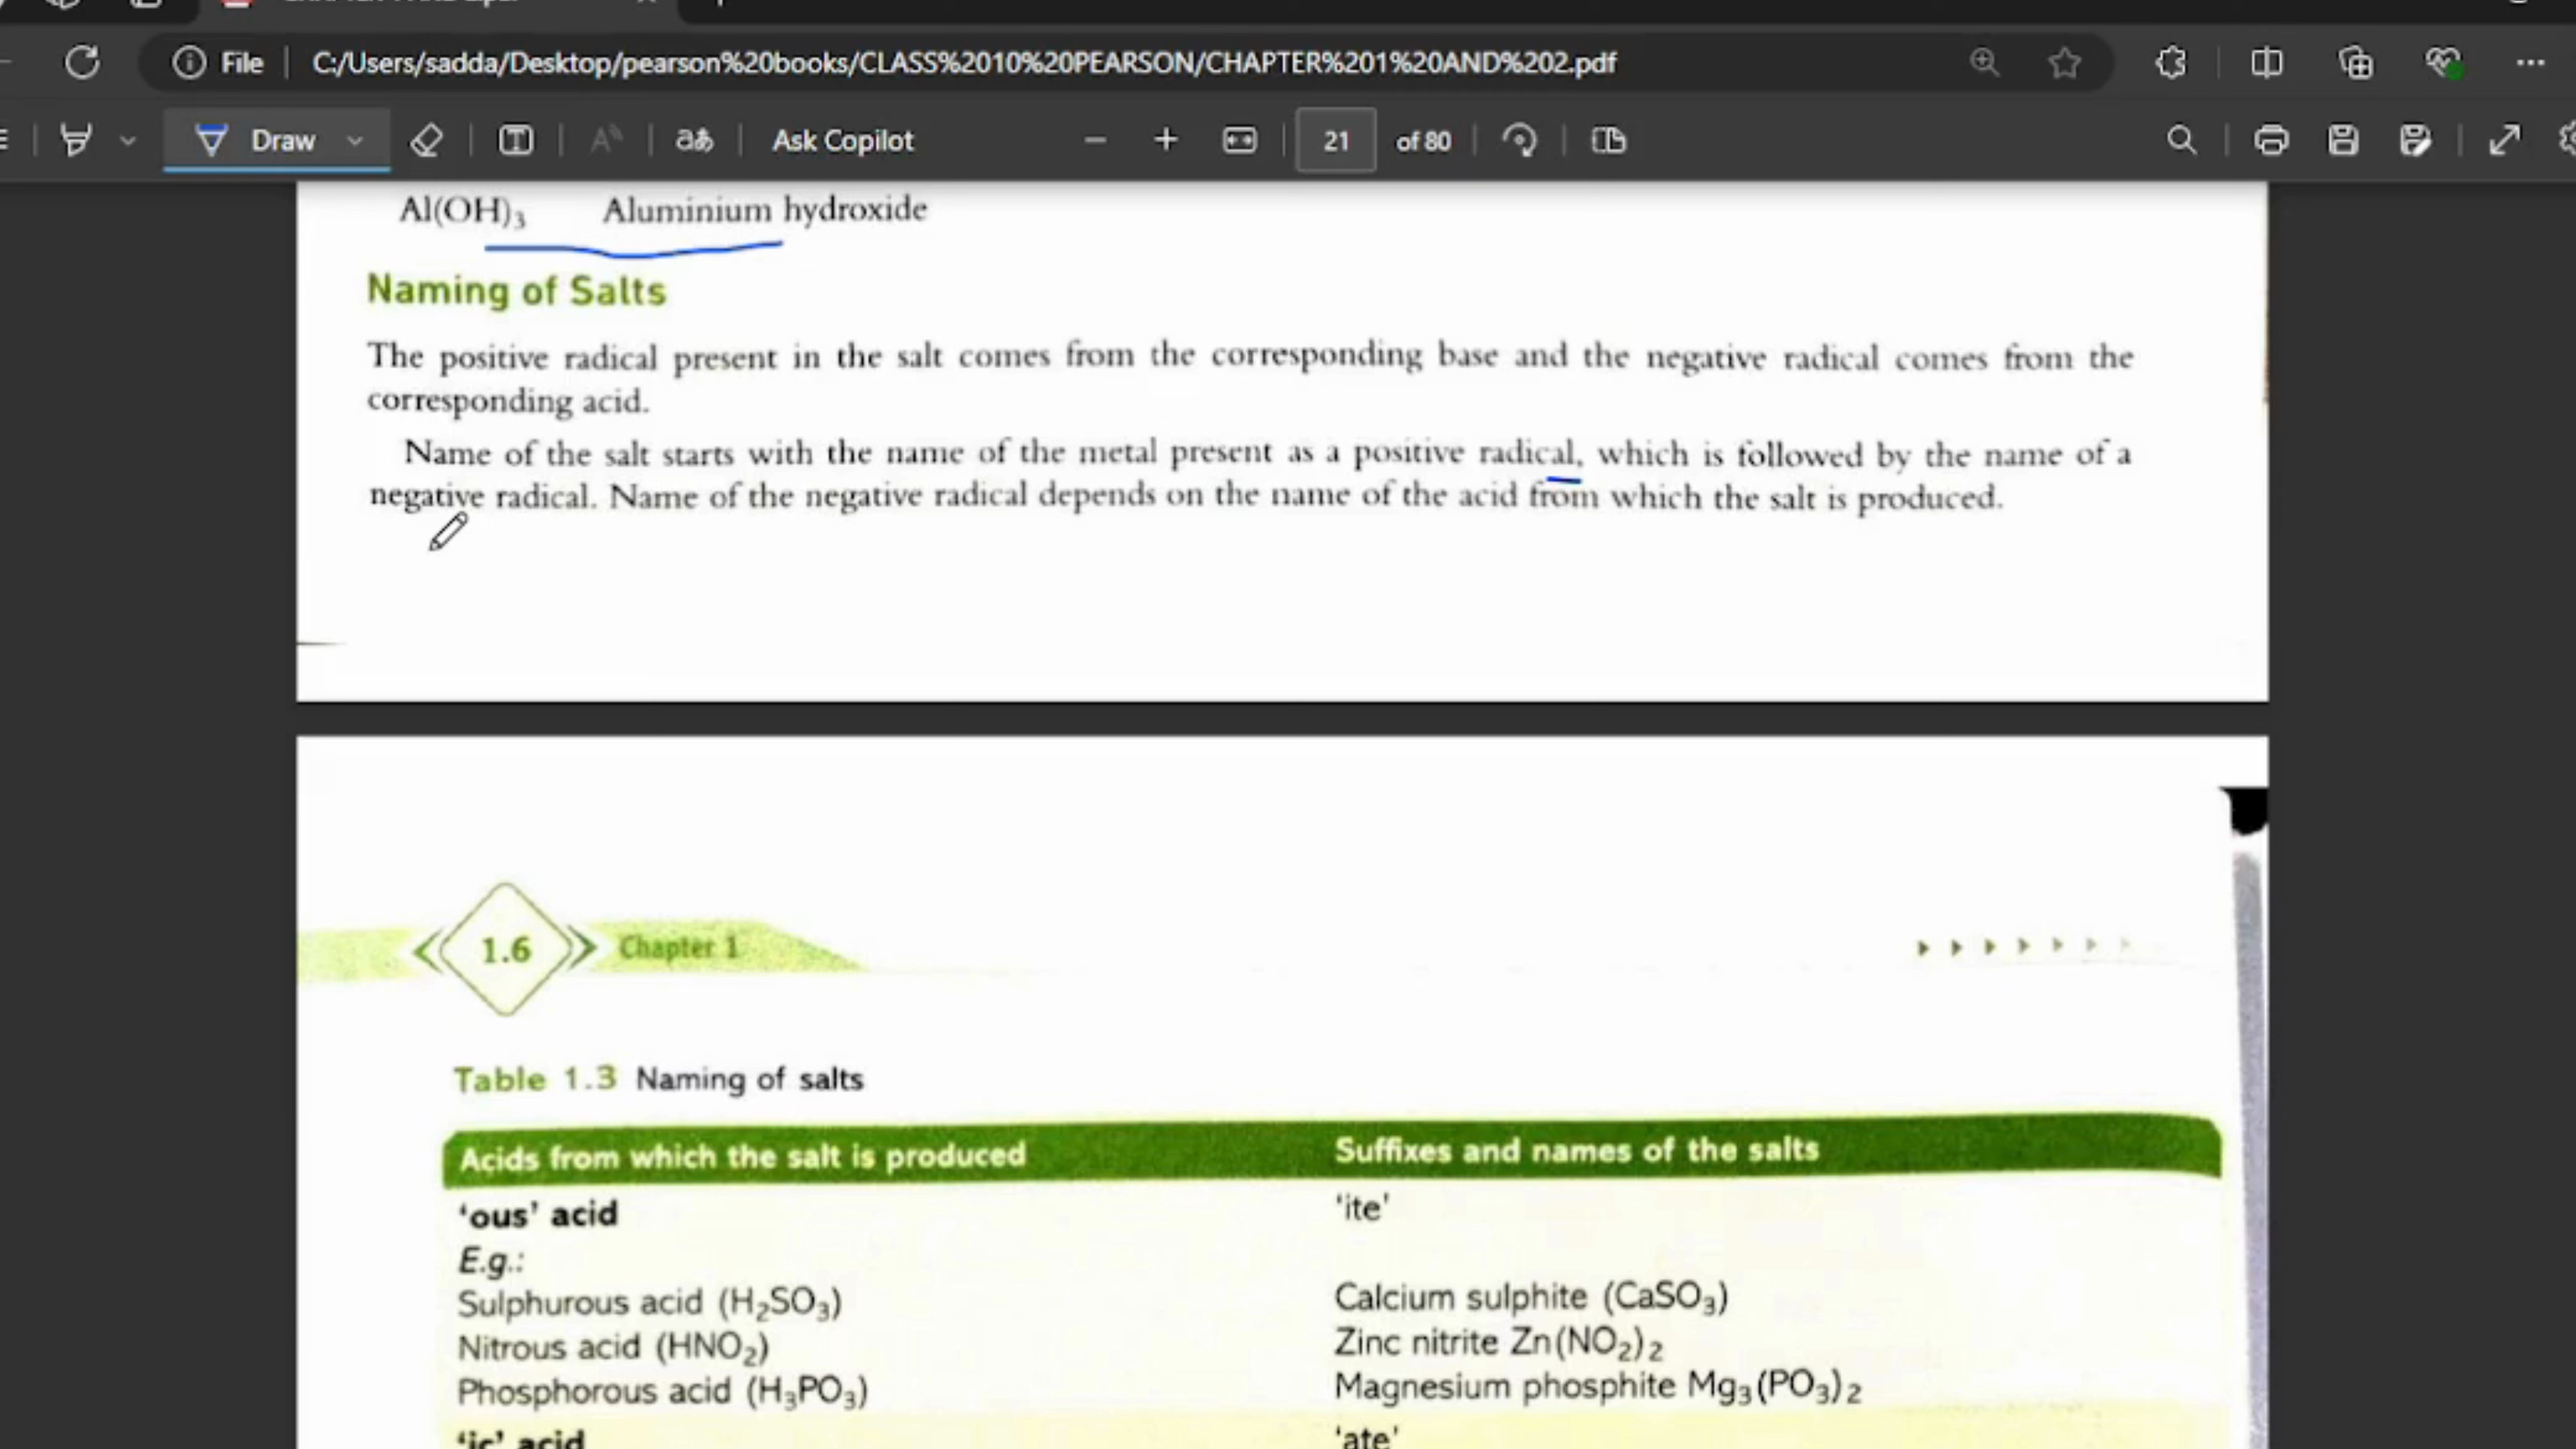 File C:/Users/sadda/Desktop/pearson%20books/CLASS%2010%20PEARSON/CHAPTER%201%20AND%202.pdf
Draw Ask Copilot 21 of 80
Al(OH)₃ Aluminium hydroxide
Naming of Salts
The positive radical present in the salt comes from the corresponding base and the negative radical comes from the
corresponding acid.
Name of the salt starts with the name of the metal present as a positive radical, which is followed by the name of a
negative radical. Name of the negative radical depends on the name of the acid from which the salt is produced.
1.6 Chapter 1
Table 1.3 Naming of salts
Acids from which the salt is produced Suffixes and names of the salts
‘ous’ acid ‘ite’
E.g.:
Sulphurous acid (H₂SO₃) Calcium sulphite (CaSO₃)
Nitrous acid (HNO₂) Zinc nitrite Zn(NO₂)₂
Phosphorous acid (H₃PO₃) Magnesium phosphite Mg₃(PO₃)₂
‘ic’ acid ‘ate’